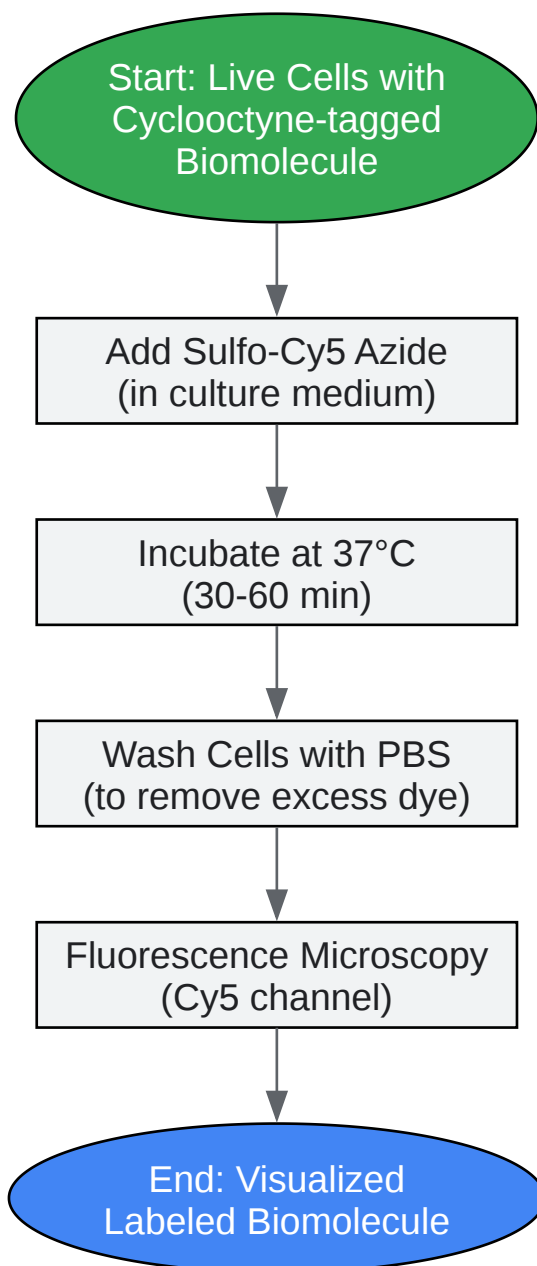 Start: Live Cells with
Cyclooctyne-tagged
Biomolecule
Add Sulfo-Cy5 Azide
(in culture medium)
Incubate at 37°C
(30-60 min)
Wash Cells with PBS
(to remove excess dye)
Fluorescence Microscopy
(Cy5 channel)
End: Visualized
Labeled Biomolecule